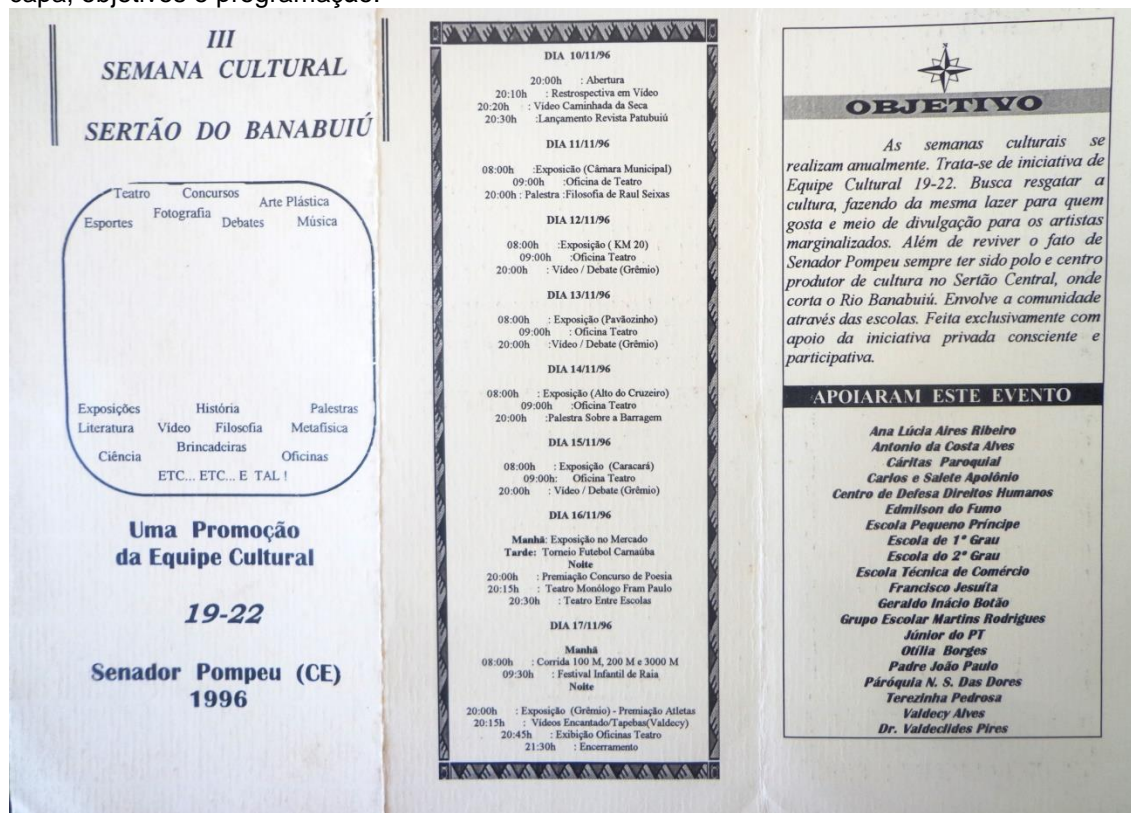 capa, objetivos e programação.
III
SEMANA CULTURAL
SERTÃO DO BANABUIÚ
Teatro Concursos
Arte Plástica
Fotografia
Esportes Debates Música
Exposições História Palestras
Literatura Vídeo Filosofia Metafísica
Brincadeiras
Ciência Oficinas
ETC... ETC... E TAL !
Uma Promoção
da Equipe Cultural
19-22
Senador Pompeu (CE)
1996
DIA 10/11/96
20:00h : Abertura
20:10h : Restrospectiva em Vídeo
20:20h : Vídeo Caminhada da Seca
20:30h :Lançamento Revista Patubuiú
DIA 11/11/96
08:00h :Exposicão (Câmara Municipal)
09:00h :Oficina de Teatro
20:00h : Palestra :Filosofia de Raul Seixas
DIA 12/11/96
08:00h :Exposição ( KM 20)
09:00h :Oficina Teatro
20:00h : Vídeo / Debate (Grêmio)
DIA 13/11/96
08:00h : Exposição (Pavãozinho)
09:00h : Oficina Teatro
20:00h :Vídeo / Debate (Grêmio)
DIA 14/11/96
08:00h : Exposição (Alto do Cruzeiro)
09:00h :Oficina Teatro
20:00h :Palestra Sobre a Barragem
DIA 15/11/96
08:00h : Exposição (Caracará)
09:00h: Oficina Teatro
20:00h : Vídeo / Debate (Grêmio)
DIA 16/11/96
Manhã: Exposição no Mercado
Tarde: Torneio Futebol Carnaúba
Noite
20:00h : Premiação Concurso de Poesia
20:15h : Teatro Monólogo Fram Paulo
20:30h : Teatro Entre Escolas
DIA 17/11/96
Manhã
08:00h : Corrida 100 M, 200 M e 3000 M
09:30h : Festival Infantil de Raia
Noite
20:00h : Exposição (Grêmio) - Premiação Atletas
20:15h : Vídeos Encantado/Tapebas(Valdecy)
20:45h : Exibição Oficinas Teatro
21:30h : Encerramento
OBJETIVO
As semanas culturais se
realizam anualmente. Trata-se de iniciativa de
Equipe Cultural 19-22. Busca resgatar a
cultura, fazendo da mesma lazer para quem
gosta e meio de divulgação para os artistas
marginalizados. Além de reviver o fato de
Senador Pompeu sempre ter sido polo e centro
produtor de cultura no Sertão Central, onde
corta o Rio Banabuiú. Envolve a comunidade
através das escolas. Feita exclusivamente com
apoio da iniciativa privada consciente e
participativa.
APOIARAM ESTE EVENTO
Ana Lúcia Aires Ribeiro
Antonio da Costa Alves
Cáritas Paroquial
Carlos e Salete Apolônio
Centro de Defesa Direitos Humanos
Edmilson do Fumo
Escola Pequeno Príncipe
Escola de 1° Grau
Escola do 2° Grau
Escola Técnica de Comércio
Francisco Jesuíta
Geraldo Inácio Botão
Grupo Escolar Martins Rodrigues
Júnior do PT
Otília Borges
Padre João Paulo
Páróquia N. S. Das Dores
Terezinha Pedrosa
Valdecy Alves
Dr. Valdeclides Pires